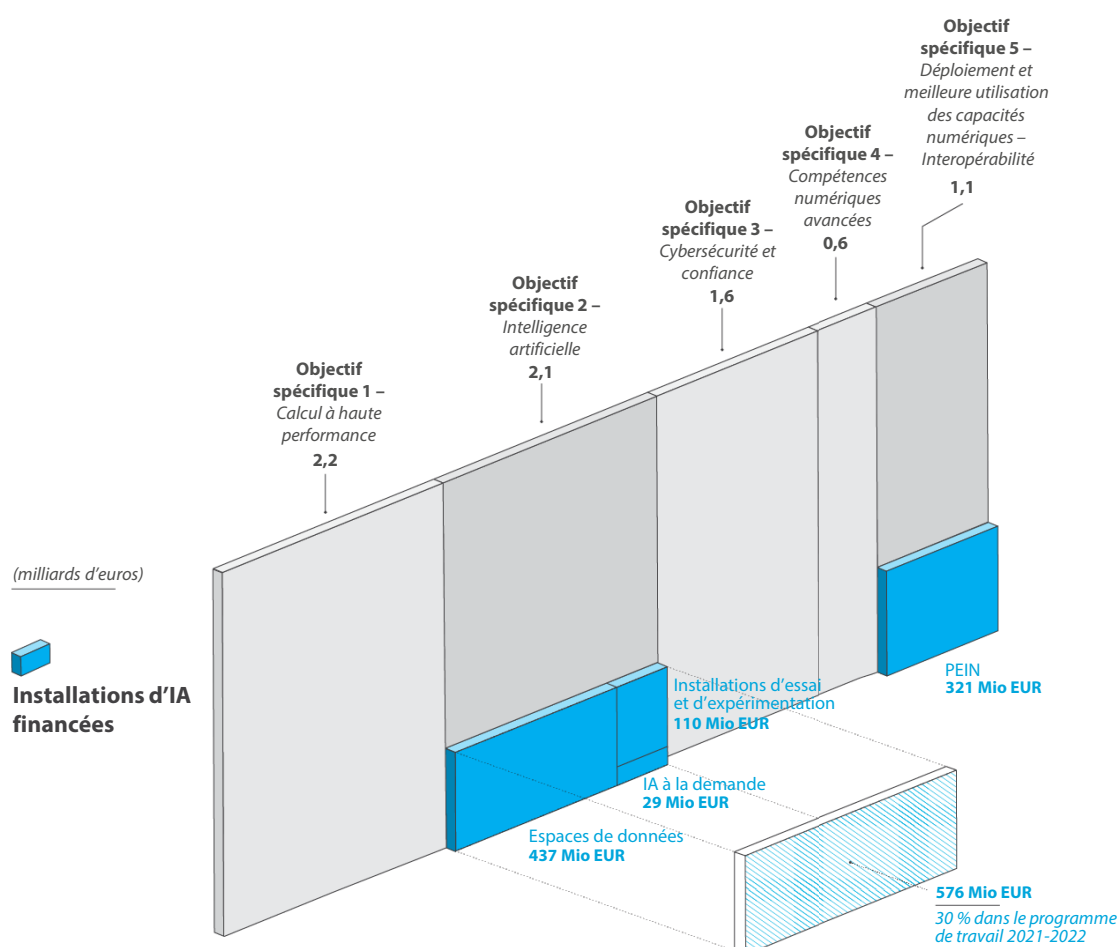 Objectif
spécifique 5 –
Déploiement et
meilleure utilisation
des capacités
numériques –
Interopérabilité
1,1
Objectif
spécifique 4 –
Compétences
numériques
avancées
0,6
Objectif
spécifique 3 –
Cybersécurité et
confiance
1,6
Objectif
spécifique 2 –
Intelligence
artificielle
2,1
Objectif
spécifique 1 –
Calcul à haute
performance
2,2
(milliards d'euros)
Installations d'IA
financées
PEIN
321 Mio EUR
Installations d'essai
et d'expérimentation
110 Mio EUR
IA à la demande
29 Mio EUR
Espaces de données
437 Mio EUR
576 Mio EUR
30 % dans le programme
de travail 2021-2022